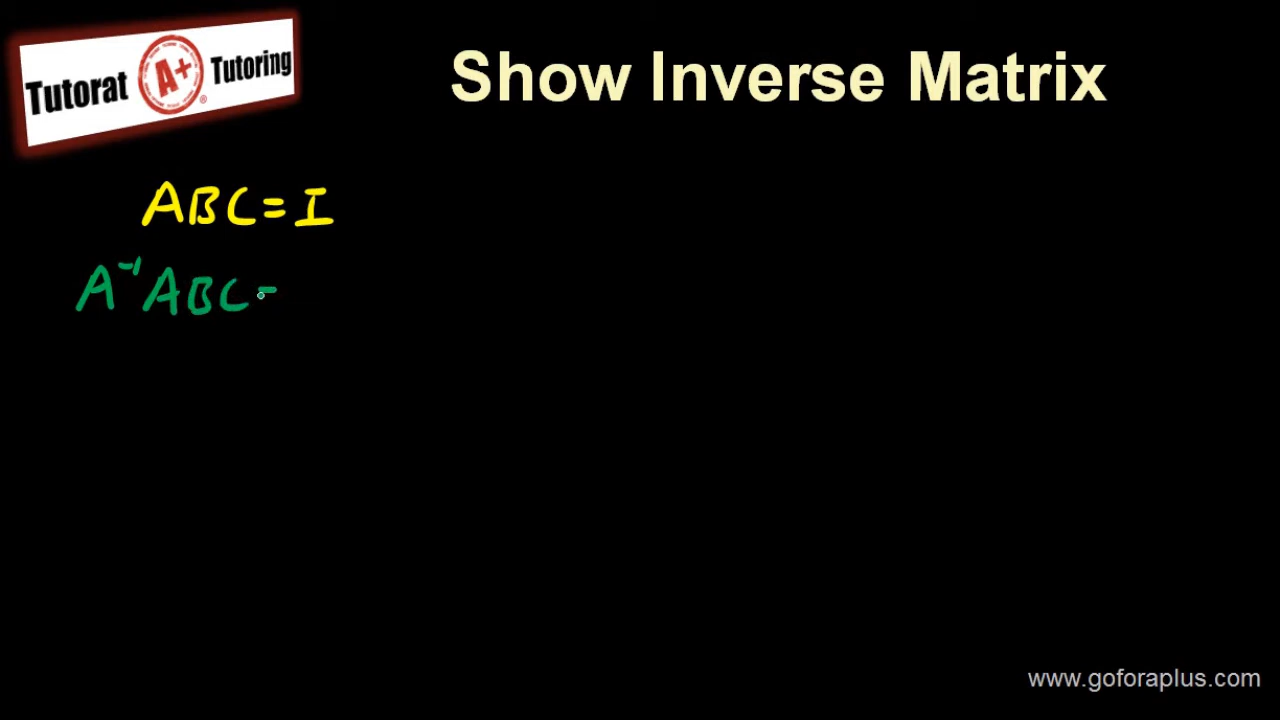 Tutorat A+ Tutoring ®
Show Inverse Matrix
ABC = I
A⁻¹ABC =
www.goforaplus.com